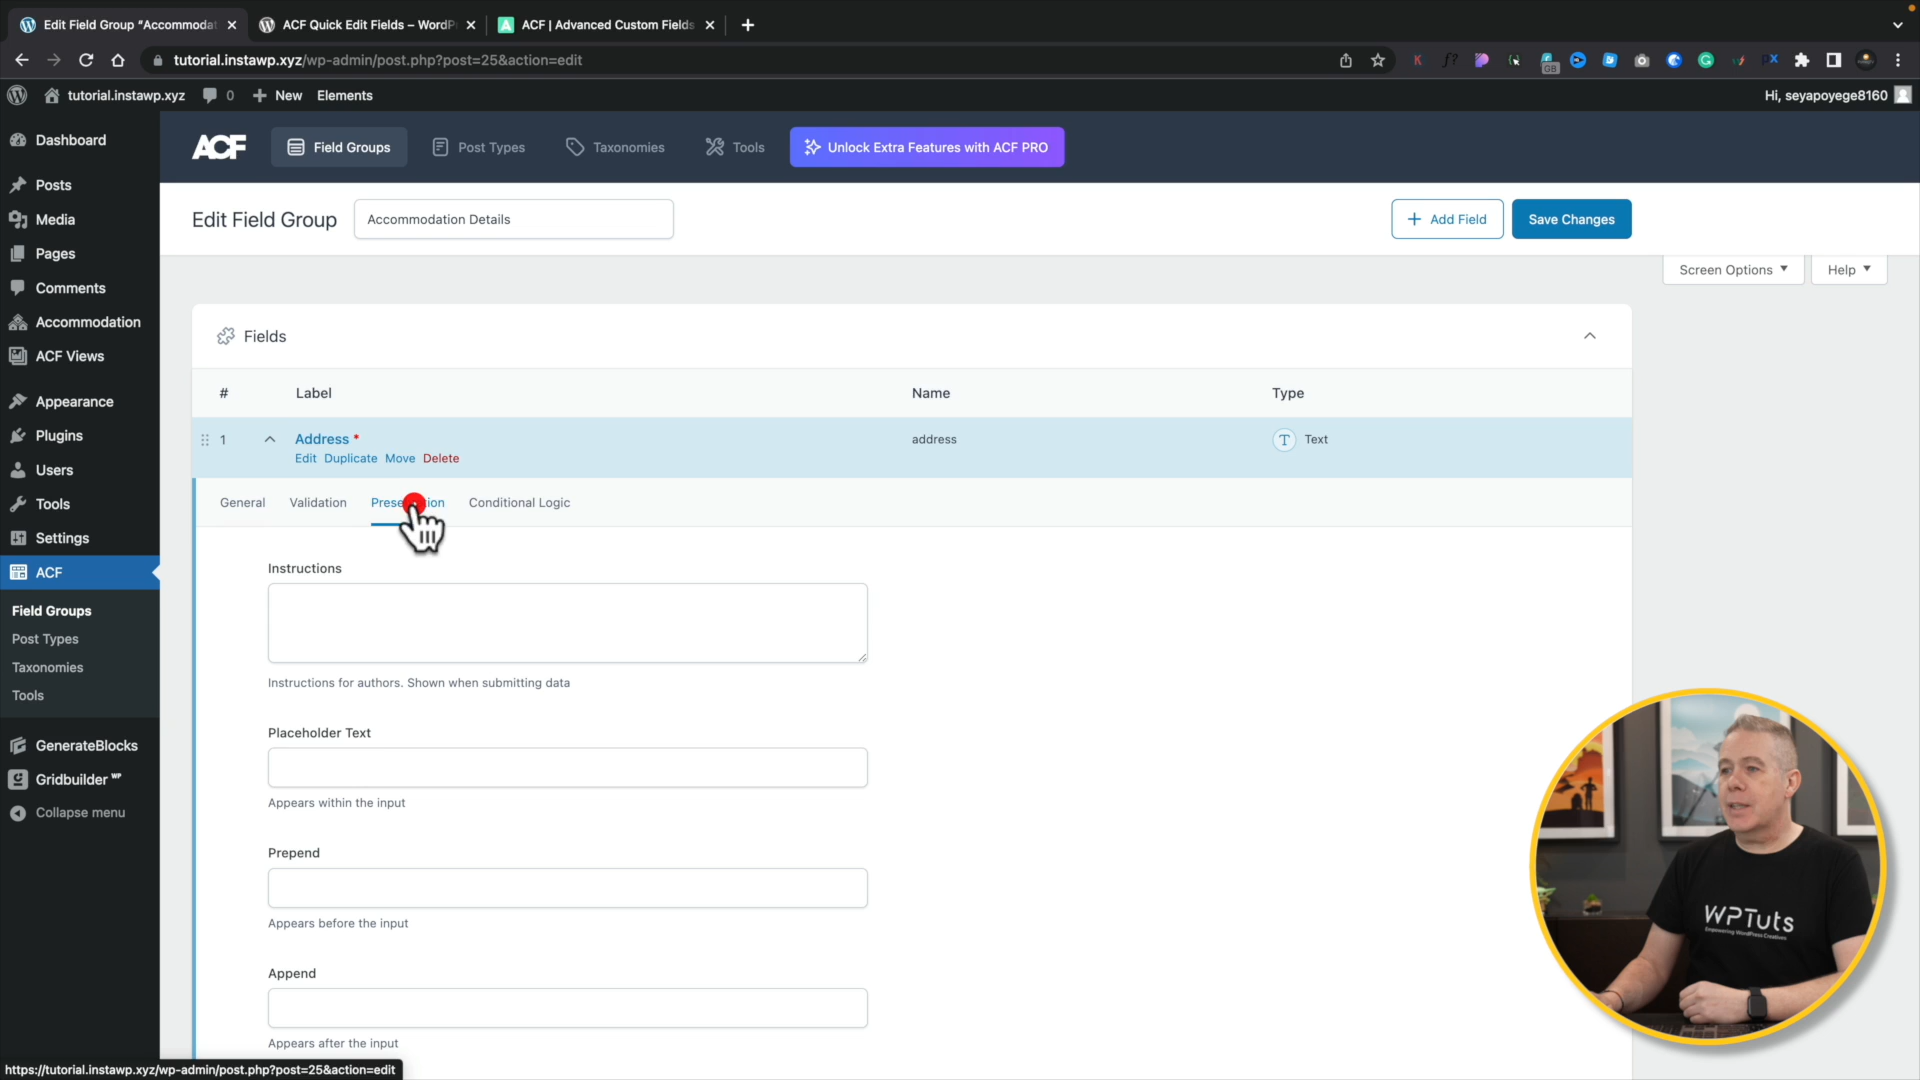 Edit Field Group "Accommodat
ACF Quick Edit Fields – WordP
ACF | Advanced Custom Fields
tutorial.instawp.xyz/wp-admin/post.php?post=25&action=edit
tutorial.instawp.xyz
0
New
Elements
Hi, seyapoyege8160
Dashboard
Posts
Media
Pages
Comments
Accommodation
ACF Views
Appearance
Plugins
Users
Tools
Settings
ACF
Field Groups
Post Types
Taxonomies
Tools
GenerateBlocks
Gridbuilder WP
Collapse menu
ACF
Field Groups
Post Types
Taxonomies
Tools
Unlock Extra Features with ACF PRO
Edit Field Group
Accommodation Details
+ Add Field
Save Changes
Screen Options
Help
Fields
# Label Name Type
1 Address * address T Text
Edit Duplicate Move Delete
General Validation Conditional Logic
Instructions
Instructions for authors. Shown when submitting data
Placeholder Text
Appears within the input
Prepend
Appears before the input
Append
Appears after the input
WPTuts
Empowering WordPress Creatives
https://tutorial.instawp.xyz/wp-admin/post.php?post=25&action=edit